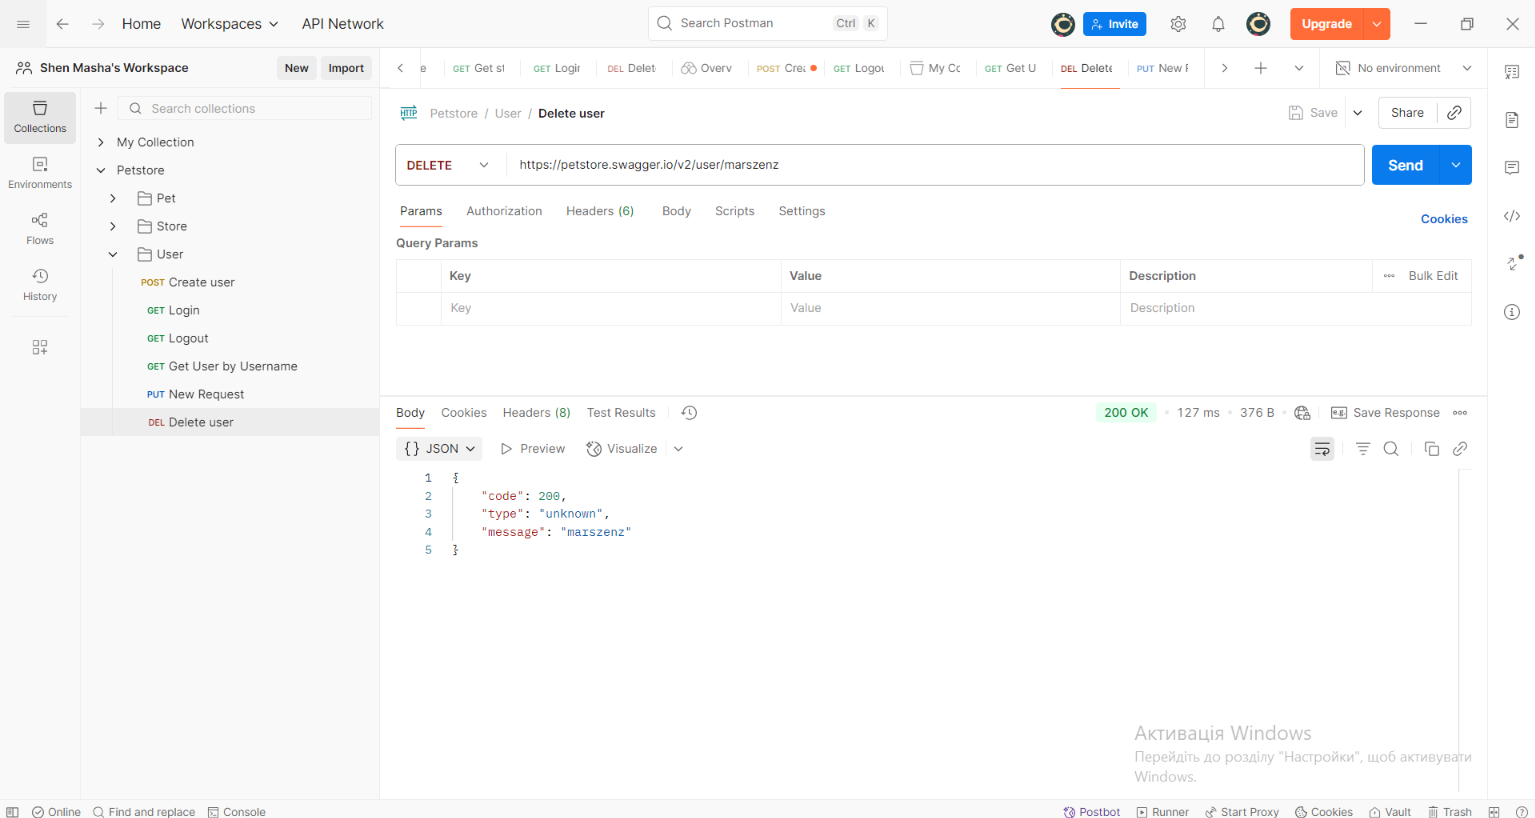 Home Workspaces API Network Search Postman Ctrl K Invite Upgrade
Shen Masha's Workspace New Import
e GET Get st GET Login DEL Delete Overv POST Crea GET Logou My Co GET Get U DEL Delete PUT New R No environment
Collections
Environments
Flows
History
Search collections
My Collection
Petstore
Pet
Store
User
POST Create user
GET Login
GET Logout
GET Get User by Username
PUT New Request
DEL Delete user
HTTP Petstore / User / Delete user Save Share
DELETE https://petstore.swagger.io/v2/user/marszenz Send
Params Authorization Headers (6) Body Scripts Settings Cookies
Query Params
Key Value Description Bulk Edit
Key Value Description
Body Cookies Headers (8) Test Results 200 OK 127 ms 376 B e.g. Save Response
{} JSON Preview Visualize
1 {
2 "code": 200,
3 "type": "unknown",
4 "message": "marszenz"
5 }
Активація Windows
Перейдіть до розділу "Настройки", щоб активувати
Windows.
Online Find and replace Console Postbot Runner Start Proxy Cookies Vault Trash